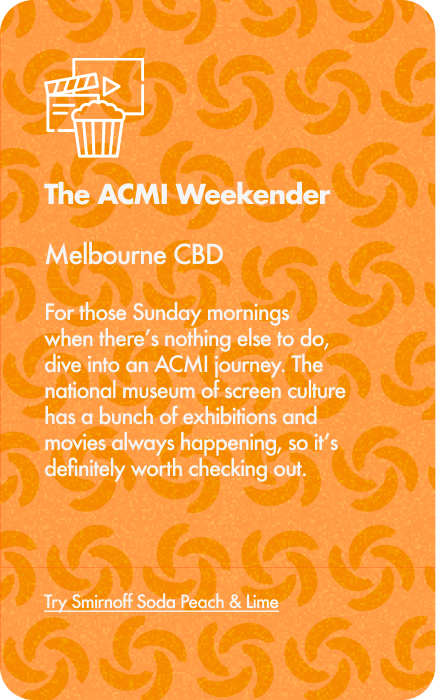 The ACMI Weekender
Melbourne CBD
For those Sunday mornings
when there’s nothing else to do,
dive into an ACMI journey. The
national museum of screen culture
has a bunch of exhibitions and
movies always happening, so it’s
definitely worth checking out.
Try Smirnoff Soda Peach & Lime